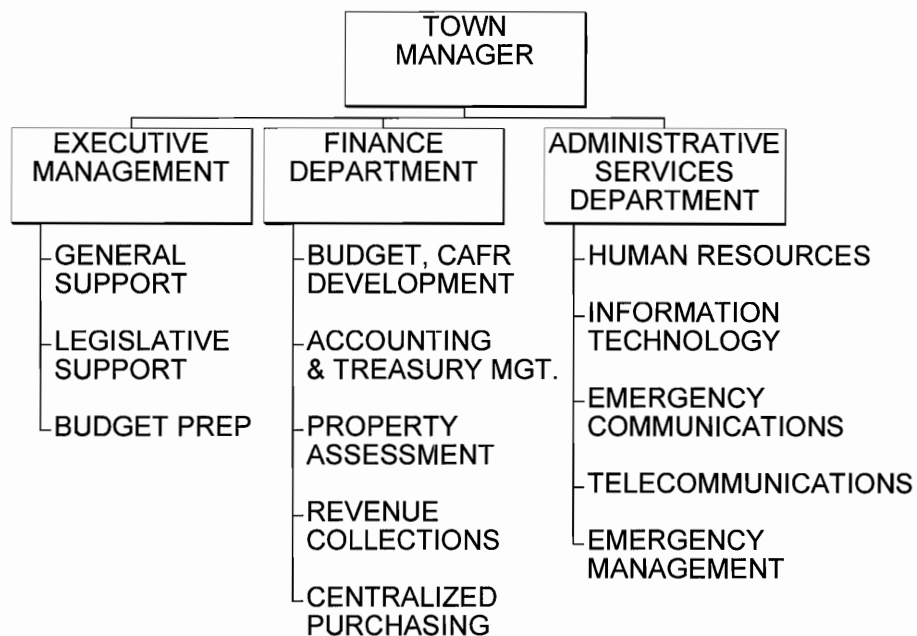 TOWN
MANAGER
EXECUTIVE
MANAGEMENT
GENERAL
SUPPORT
LEGISLATIVE
SUPPORT
BUDGET PREP
FINANCE
DEPARTMENT
BUDGET, CAFR
DEVELOPMENT
ACCOUNTING
& TREASURY MGT.
PROPERTY
ASSESSMENT
REVENUE
COLLECTIONS
CENTRALIZED
PURCHASING
ADMINISTRATIVE
SERVICES
DEPARTMENT
HUMAN RESOURCES
INFORMATION
TECHNOLOGY
EMERGENCY
COMMUNICATIONS
TELECOMMUNICATIONS
EMERGENCY
MANAGEMENT